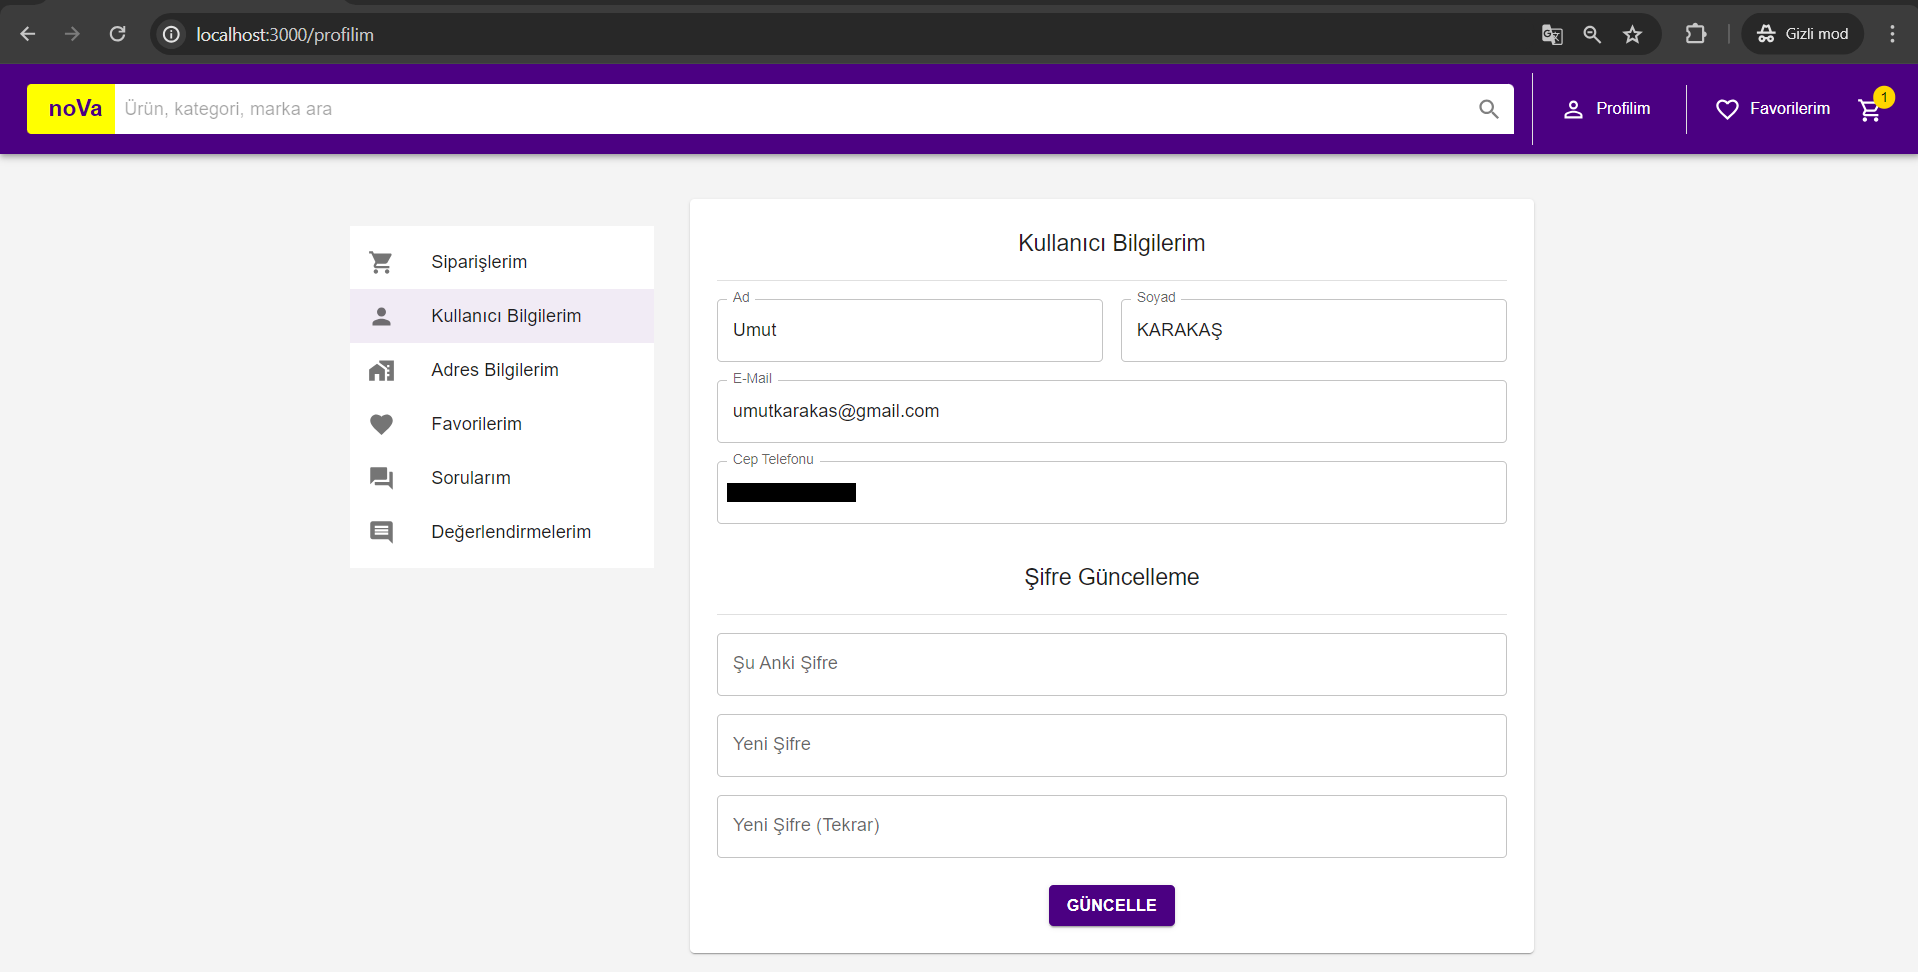 localhost:3000/profilim
Gizli mod
noVa
Ürün, kategori, marka ara
Profilim
Favorilerim
1
Siparişlerim
Kullanıcı Bilgilerim
Adres Bilgilerim
Favorilerim
Sorularım
Değerlendirmelerim
Kullanıcı Bilgilerim
Ad
Umut
Soyad
KARAKAŞ
E-Mail
umutkarakas@gmail.com
Cep Telefonu
Şifre Güncelleme
Şu Anki Şifre
Yeni Şifre
Yeni Şifre (Tekrar)
GÜNCELLE